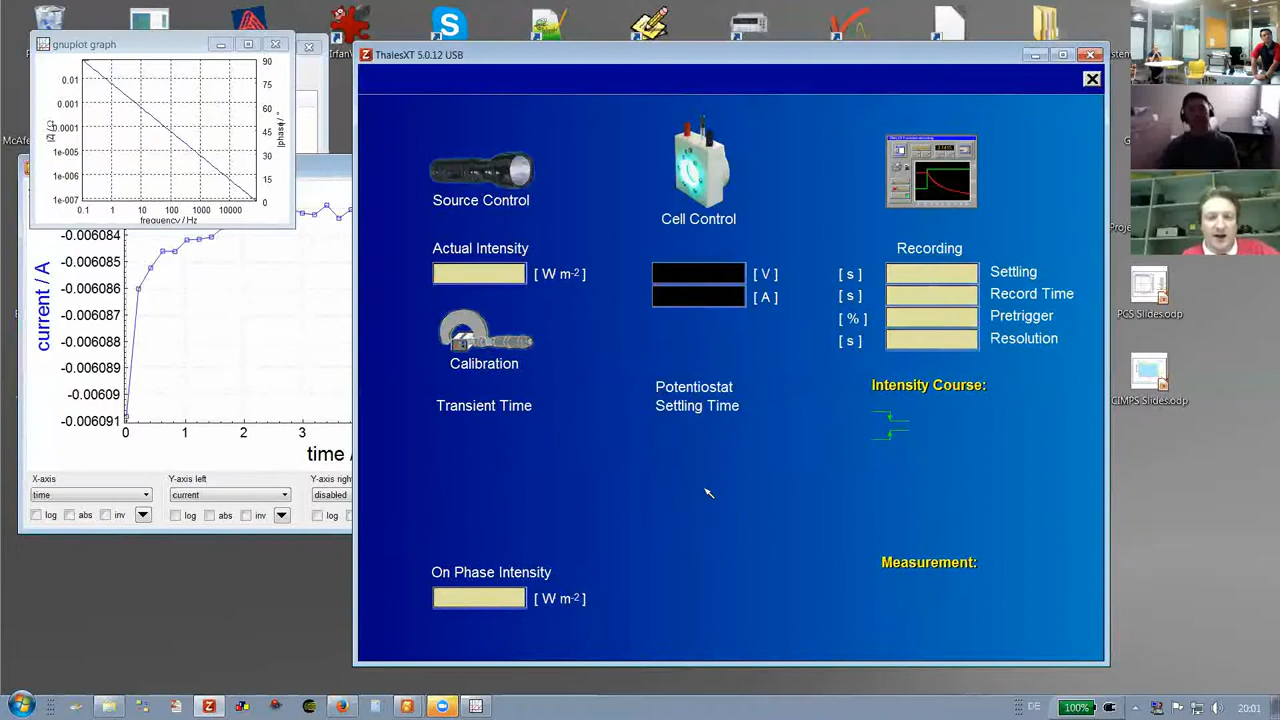 gnuplot graph
ThalesXT 5.0.12 USB
0.01
0.001
0.0001
1e-005
1e-006
1e-007
90
75
60
45
30
15
0
|Z| / Ω
|phase| / °
0.1 1 10 100 1000 10000
frequency / Hz
-0.006084
-0.006085
-0.006086
-0.006087
-0.006088
-0.006089
-0.00609
-0.006091
current / A
0 1 2 3
time /
X-axis
time
log abs inv
Y-axis left
current
log abs inv
Y-axis right
disabled
log
Source Control
Cell Control
Actual Intensity
[ W m-2 ]
[ V ]
[ A ]
Recording
[ s ] Settling
[ s ] Record Time
[ % ] Pretrigger
[ s ] Resolution
Calibration
Transient Time
Potentiostat
Settling Time
Intensity Course:
On Phase Intensity
[ W m-2 ]
Measurement:
PCS Slides.odp
CIMPS Slides.odp
DE
100%
20:01